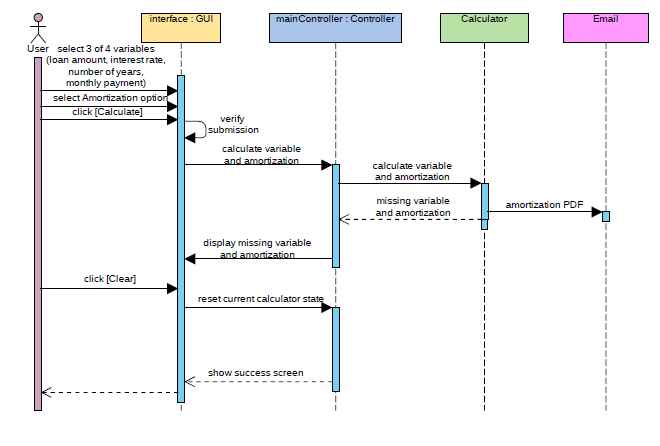 interface : GUI
mainController : Controller
Calculator
Email
User
select 3 of 4 variables
(loan amount, interest rate,
number of years,
monthly payment)
select Amortization option
click [Calculate]
verify
submission
calculate variable
and amortization
calculate variable
and amortization
missing variable
and amortization
amortization PDF
display missing variable
and amortization
click [Clear]
reset current calculator state
show success screen